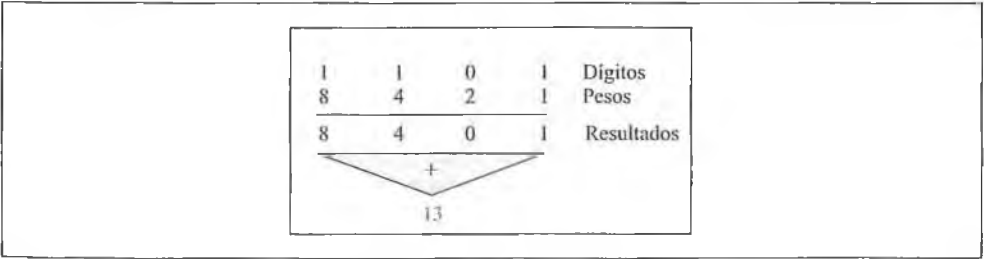 1 1 0 1 Dígitos
8 4 2 1 Pesos
8 4 0 1 Resultados
+
13